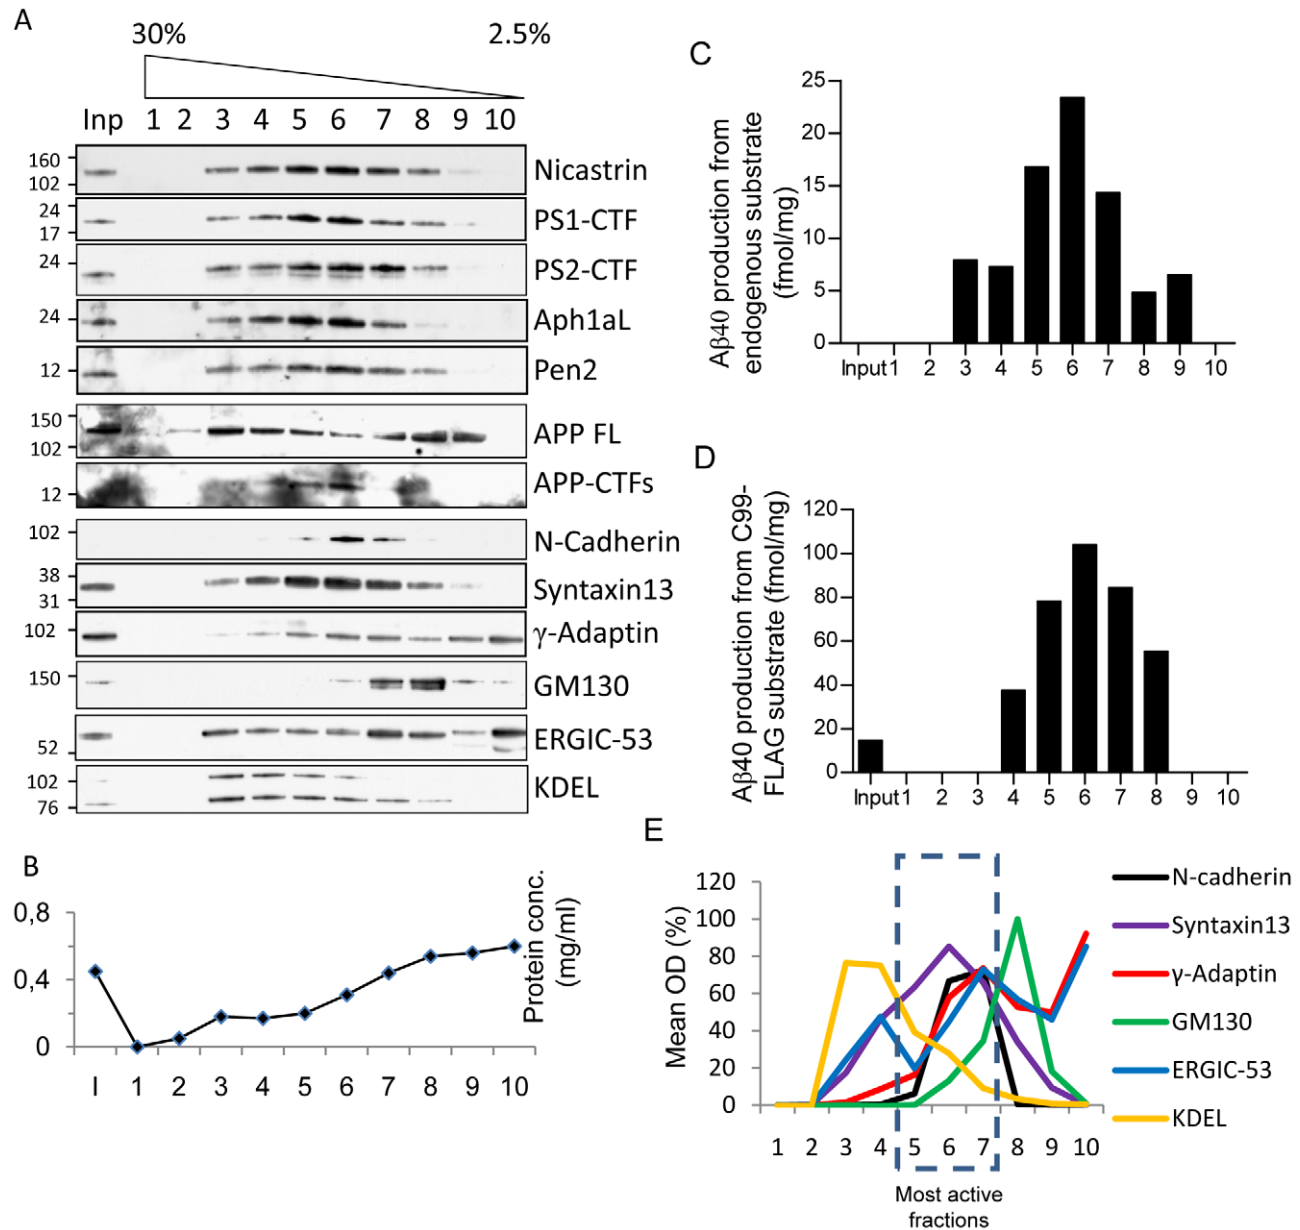 A
30% 2.5%
Inp 1 2 3 4 5 6 7 8 9 10
160
102
Nicastrin
24
17
PS1-CTF
24
PS2-CTF
24
Aph1aL
12
Pen2
150
102
APP FL
12
APP-CTFs
102
N-Cadherin
38
31
Syntaxin13
102
γ-Adaptin
150
GM130
52
ERGIC-53
102
76
KDEL
B
0,8
0,4
0
I 1 2 3 4 5 6 7 8 9 10
Protein conc.
(mg/ml)
C
Aβ40 production from
endogenous substrate
(fmol/mg)
25
20
15
10
5
0
Input 1 2 3 4 5 6 7 8 9 10
D
Aβ40 production from C99-
FLAG substrate (fmol/mg)
120
100
80
60
40
20
0
Input 1 2 3 4 5 6 7 8 9 10
E
Mean OD (%)
120
100
80
60
40
20
0
1 2 3 4 5 6 7 8 9 10
Most active
fractions
N-cadherin
Syntaxin13
γ-Adaptin
GM130
ERGIC-53
KDEL